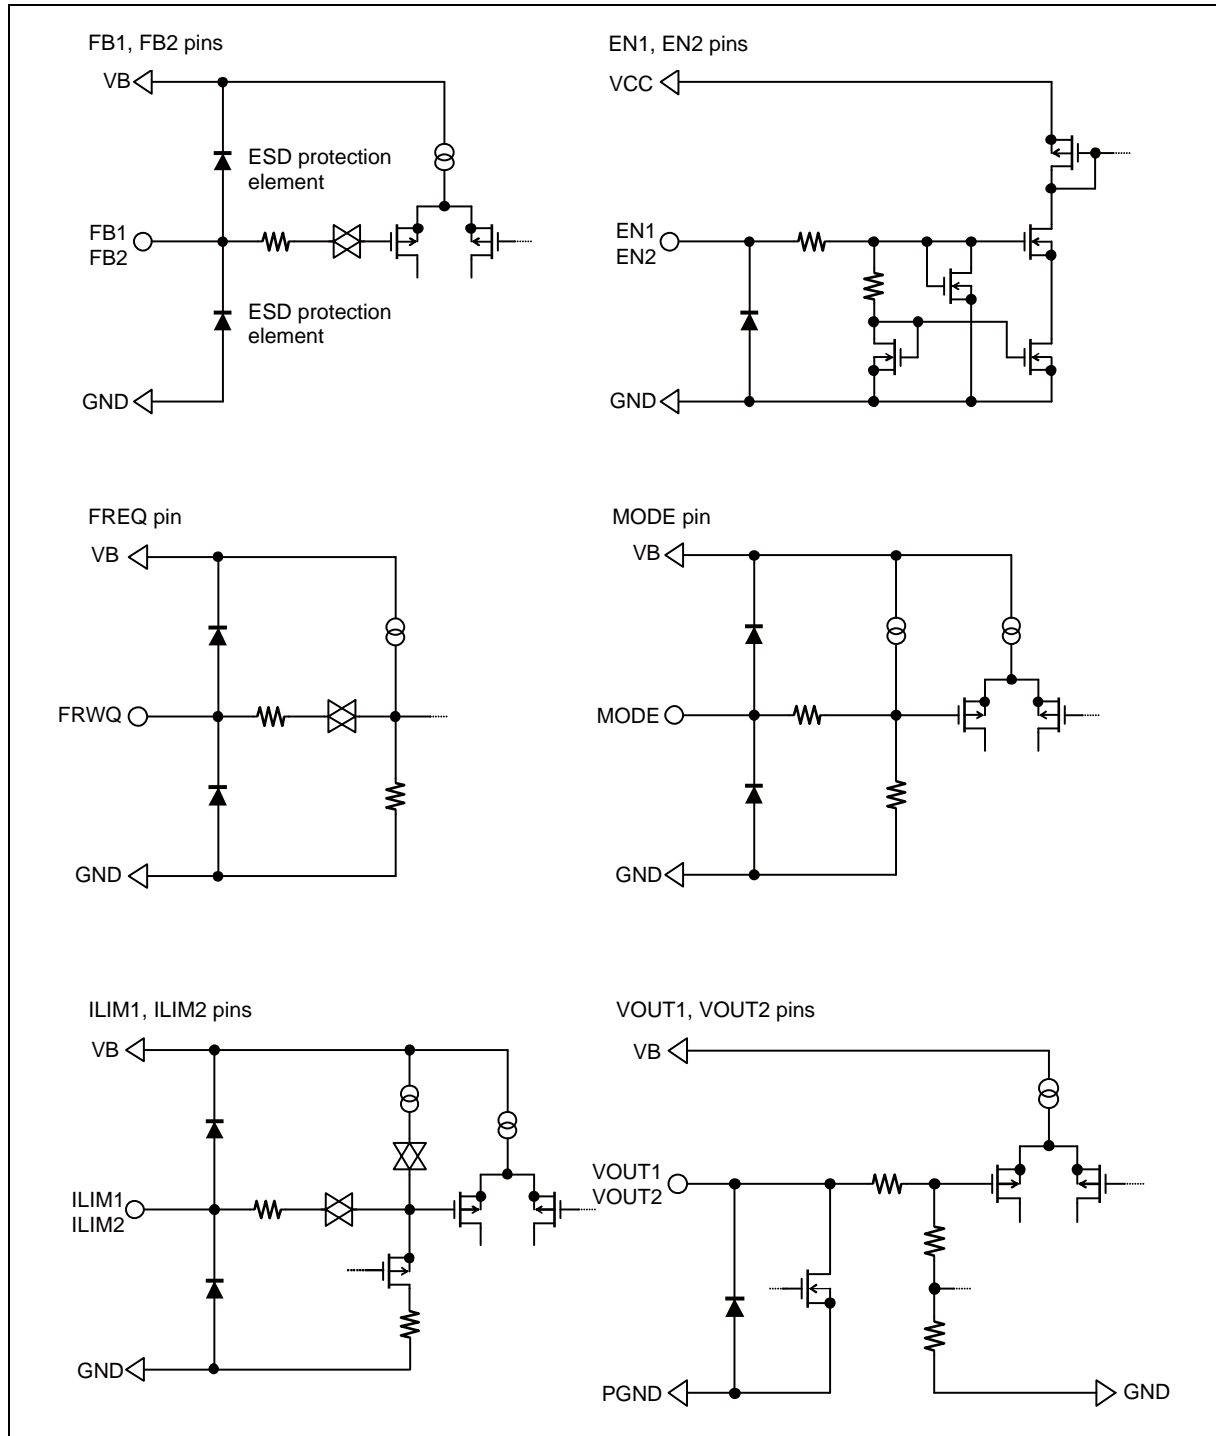 FB1, FB2 pins
VB
ESD protection
element
FB1
FB2
ESD protection
element
GND
EN1, EN2 pins
VCC
EN1
EN2
GND
FREQ pin
VB
FRWQ
GND
MODE pin
VB
MODE
GND
ILIM1, ILIM2 pins
VB
ILIM1
ILIM2
GND
VOUT1, VOUT2 pins
VB
VOUT1
VOUT2
PGND
GND